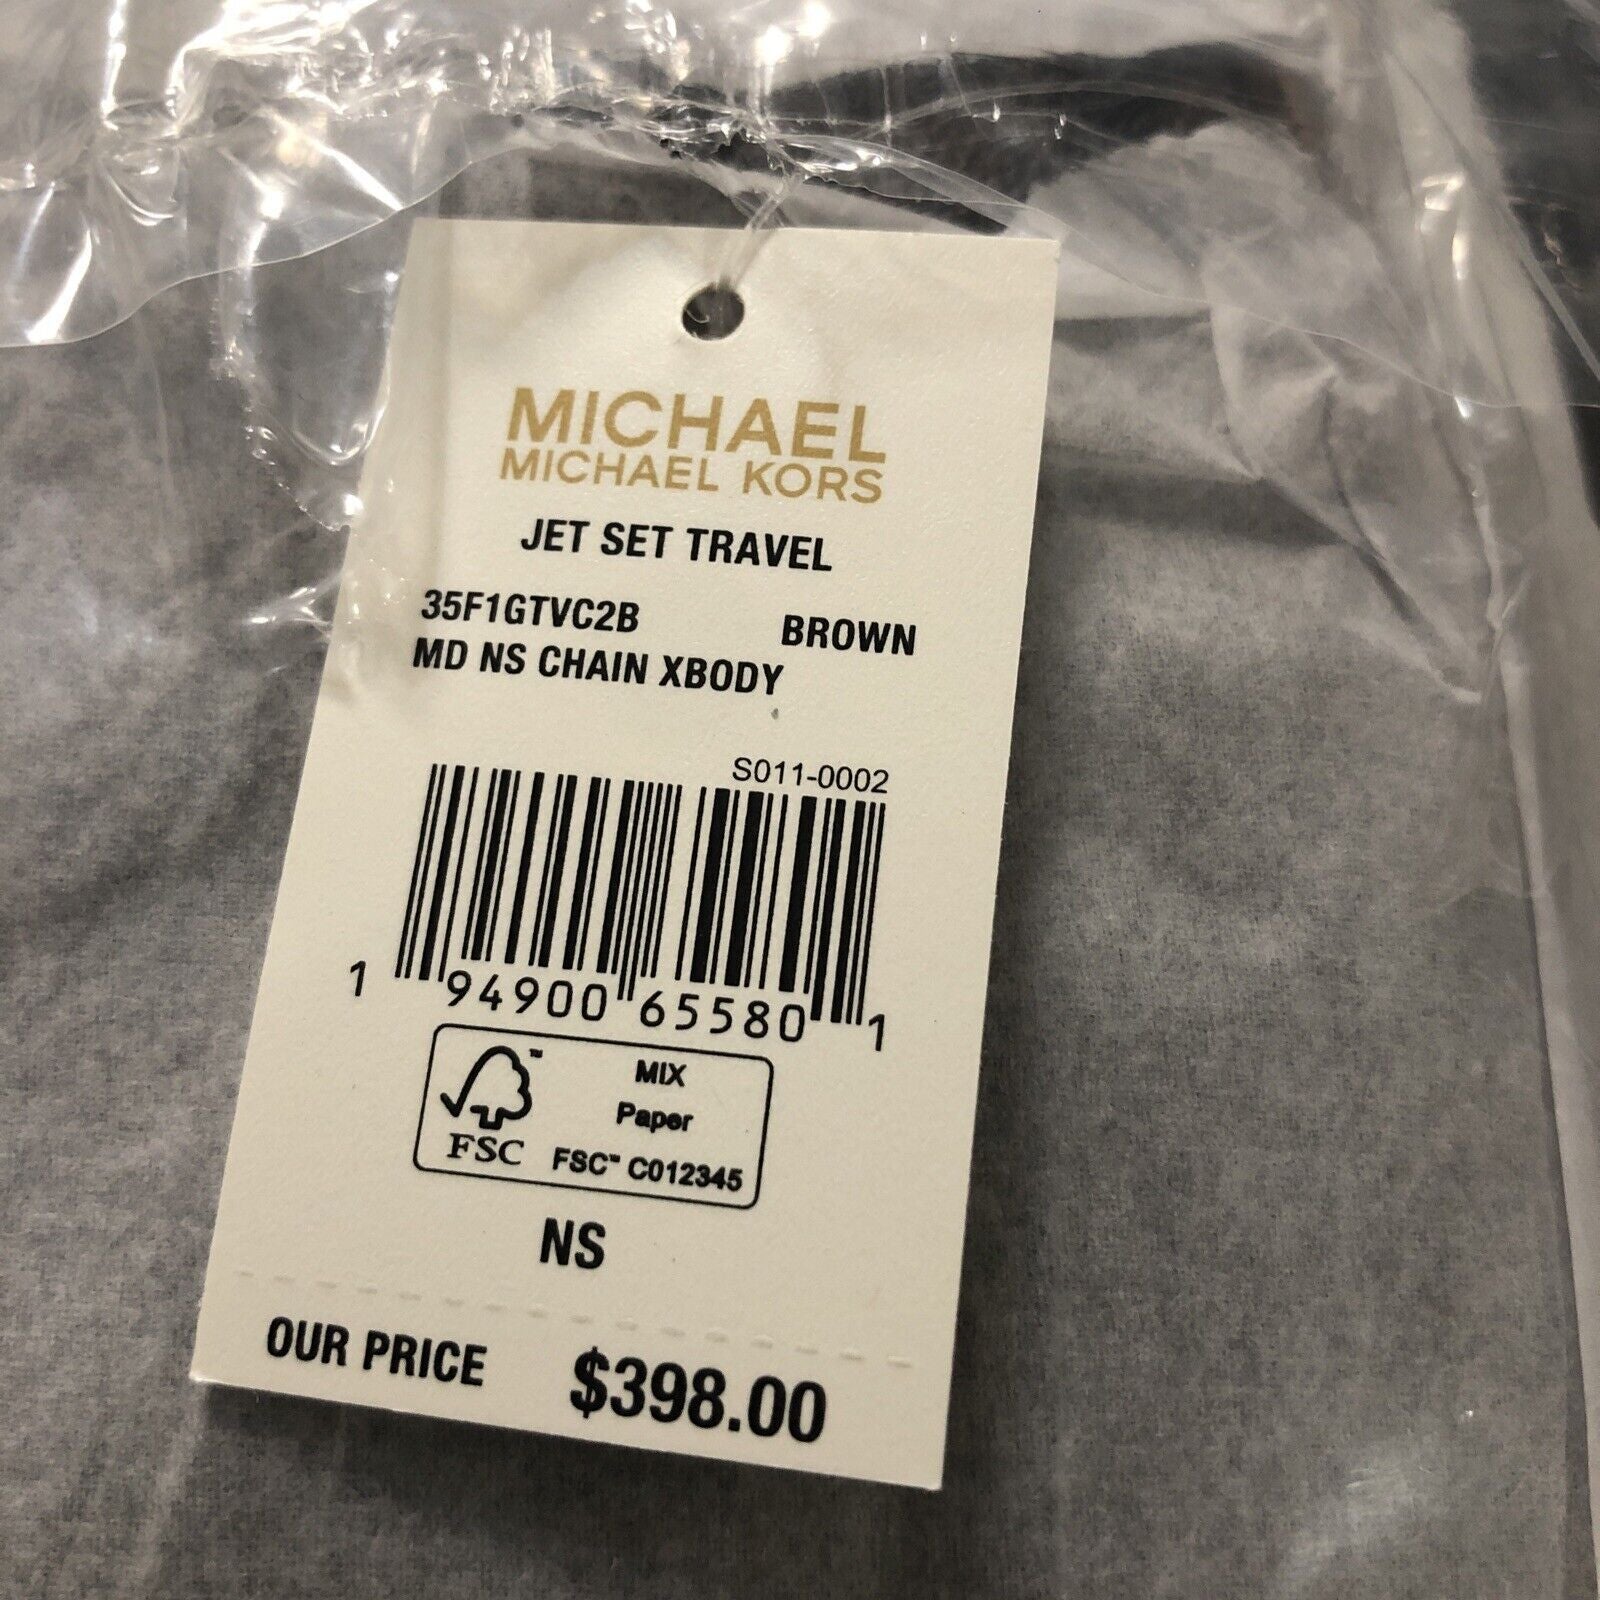 MICHAEL
MICHAEL KORS
JET SET TRAVEL
35F1GTVC2B BROWN
MD NS CHAIN XBODY
S011-0002
1 94900 65580 1
FSC
MIX
Paper
FSC™ C012345
NS
OUR PRICE $398.00